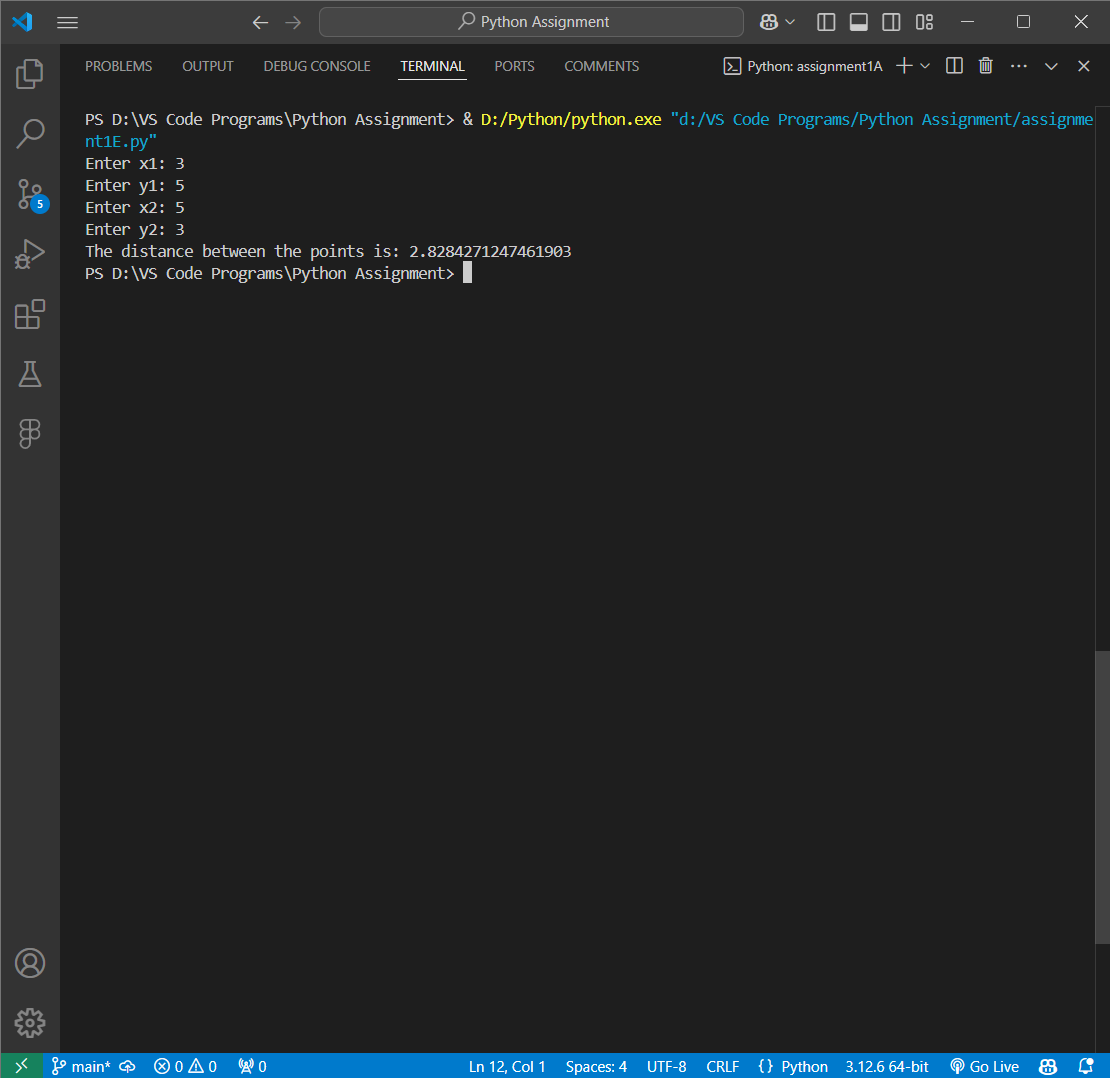 Python Assignment
PROBLEMS OUTPUT DEBUG CONSOLE TERMINAL PORTS COMMENTS Python: assignment1A
PS D:\VS Code Programs\Python Assignment> & D:/Python/python.exe "d:/VS Code Programs/Python Assignment/assignme
nt1E.py"
Enter x1: 3
Enter y1: 5
Enter x2: 5
Enter y2: 3
The distance between the points is: 2.8284271247461903
PS D:\VS Code Programs\Python Assignment>
5
main* 0 0 0 Ln 12, Col 1 Spaces: 4 UTF-8 CRLF {} Python 3.12.6 64-bit Go Live